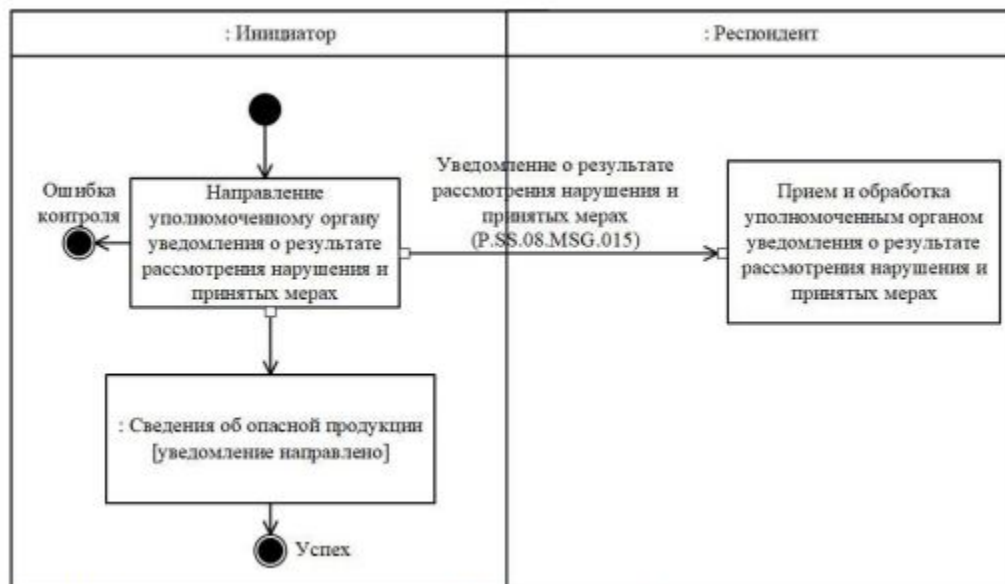 : Инициатор
: Респондент
Ошибка
контроля
Направление
уполномоченному органу
уведомления о результате
рассмотрения нарушения и
принятых мерах
Уведомление о результате
рассмотрения нарушения и
принятых мерах
(P.SS.08.MSG.015)
Прием и обработка
уполномоченным органом
уведомления о результате
рассмотрения нарушения и
принятых мерах
: Сведения об опасной продукции
[уведомление направлено]
Успех